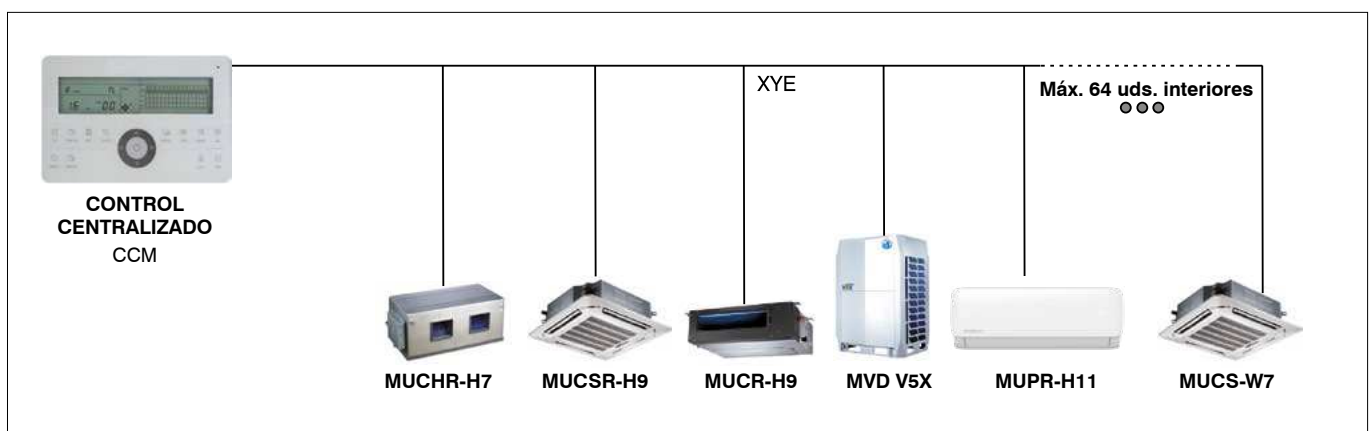 XYE
Máx. 64 uds. interiores
CONTROL
CENTRALIZADO
CCM
MUCHR-H7
MUCSR-H9
MUCR-H9
MVD V5X
MUPR-H11
MUCS-W7